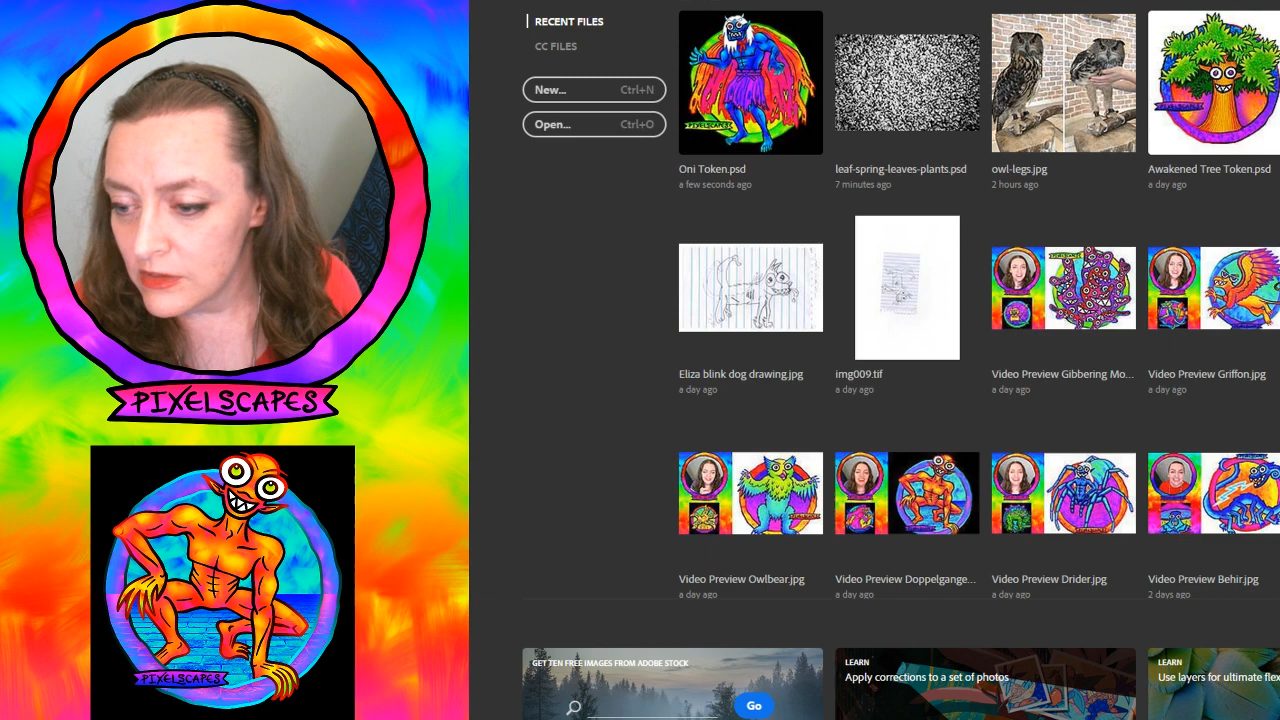 PIXELSCAPES
PIXELSCAPES
RECENT FILES
CC FILES
New... Ctrl+N
Open... Ctrl+O
PIXELSCAPES
Oni Token.psd
a few seconds ago
leaf-spring-leaves-plants.psd
7 minutes ago
owl-legs.jpg
2 hours ago
Awakened Tree Token.psd
a day ago
Eliza blink dog drawing.jpg
a day ago
img009.tif
a day ago
Video Preview Gibbering Mo...
a day ago
Video Preview Griffon.jpg
a day ago
Video Preview Owlbear.jpg
a day ago
Video Preview Doppelgange...
a day ago
Video Preview Drider.jpg
a day ago
Video Preview Behir.jpg
2 days ago
GET TEN FREE IMAGES FROM ADOBE STOCK
Go
LEARN
Apply corrections to a set of photos
LEARN
Use layers for ultimate flex